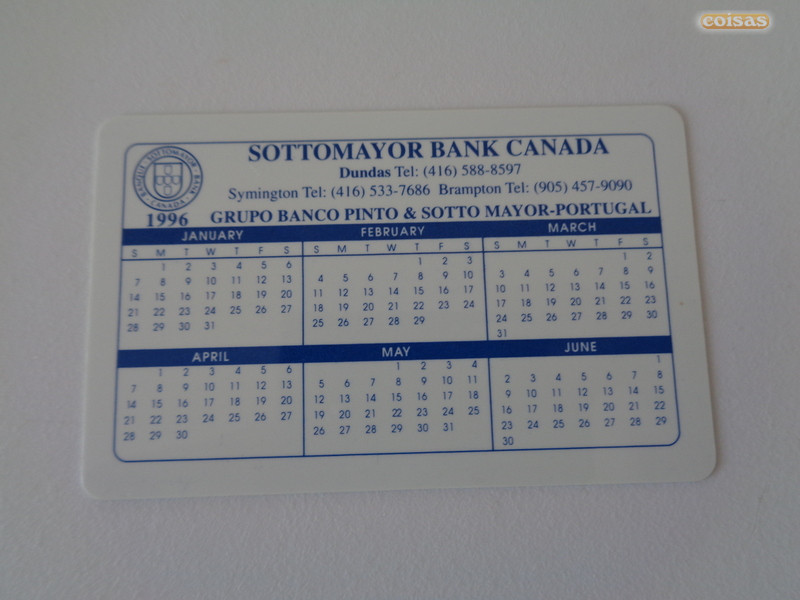 coisas
SOTTOMAYOR BANK CANADA
Dundas Tel: (416) 588-8597
Symington Tel: (416) 533-7686 Brampton Tel: (905) 457-9090
1996 GRUPO BANCO PINTO & SOTTO MAYOR-PORTUGAL
BANQUE SOTTOMAYOR BANK
CANADA
JANUARY
S M T W T F S
1 2 3 4 5 6
7 8 9 10 11 12 13
14 15 16 17 18 19 20
21 22 23 24 25 26 27
28 29 30 31
FEBRUARY
S M T W T F S
1 2 3
4 5 6 7 8 9 10
11 12 13 14 15 16 17
18 19 20 21 22 23 24
25 26 27 28 29
MARCH
S M T W T F S
1 2
3 4 5 6 7 8 9
10 11 12 13 14 15 16
17 18 19 20 21 22 23
24 25 26 27 28 29 30
31
APRIL
1 2 3 4 5 6
7 8 9 10 11 12 13
14 15 16 17 18 19 20
21 22 23 24 25 26 27
28 29 30
MAY
1 2 3 4
5 6 7 8 9 10 11
12 13 14 15 16 17 18
19 20 21 22 23 24 25
26 27 28 29 30 31
JUNE
1
2 3 4 5 6 7 8
9 10 11 12 13 14 15
16 17 18 19 20 21 22
23 24 25 26 27 28 29
30